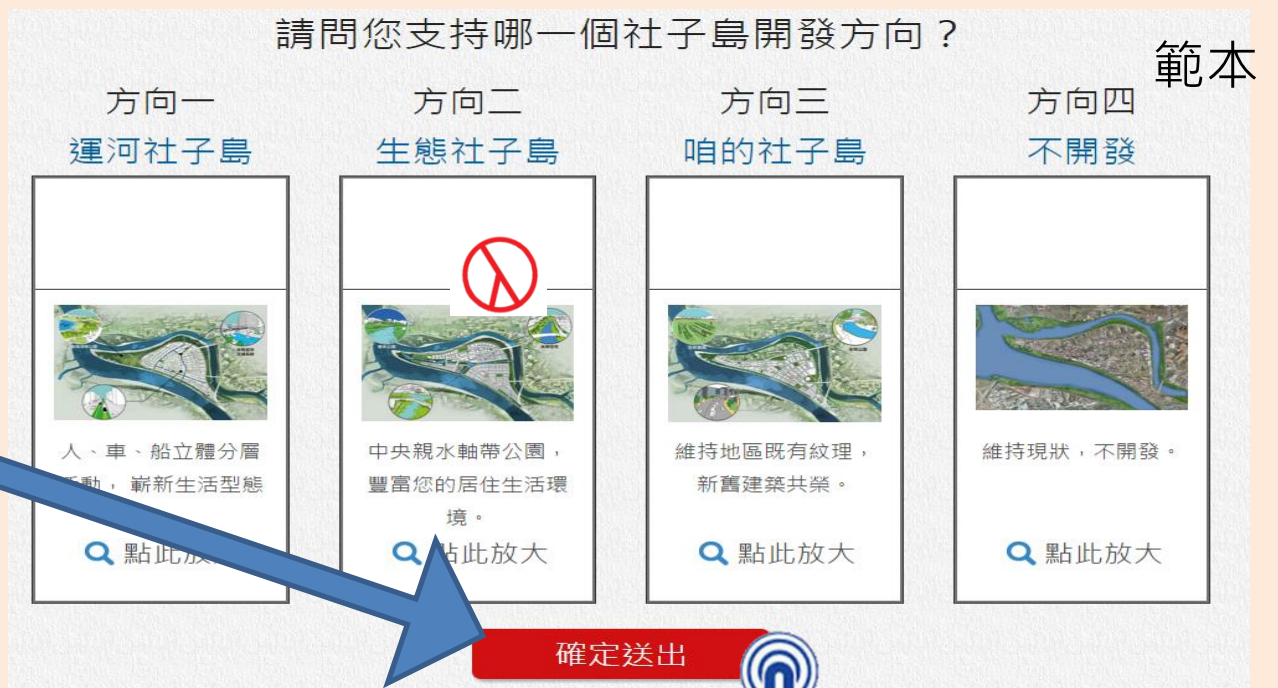 請問您支持哪一個社子島開發方向？
範本
方向一
運河社子島
人、車、船立體分層
動，嶄新生活型態
點此放
方向二
生態社子島
中央親水軸帶公園，
豐富您的居住生活環
境。
點此放大
方向三
咱的社子島
維持地區既有紋理，
新舊建築共榮。
點此放大
方向四
不開發
維持現狀，不開發。
點此放大
確定送出